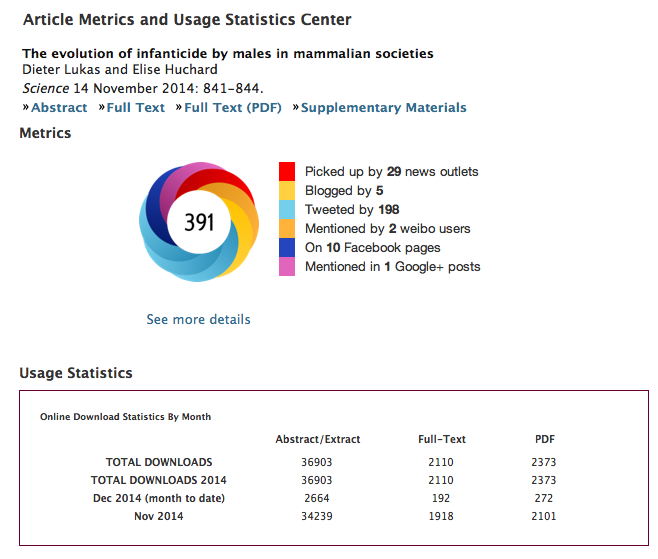 Article Metrics and Usage Statistics Center
The evolution of infanticide by males in mammalian societies
Dieter Lukas and Elise Huchard
Science 14 November 2014: 841–844.
»Abstract »Full Text »Full Text (PDF) »Supplementary Materials
Metrics
391
Picked up by 29 news outlets
Blogged by 5
Tweeted by 198
Mentioned by 2 weibo users
On 10 Facebook pages
Mentioned in 1 Google+ posts
See more details
Usage Statistics
Online Download Statistics By Month
Abstract/Extract Full-Text PDF
TOTAL DOWNLOADS 36903 2110 2373
TOTAL DOWNLOADS 2014 36903 2110 2373
Dec 2014 (month to date) 2664 192 272
Nov 2014 34239 1918 2101